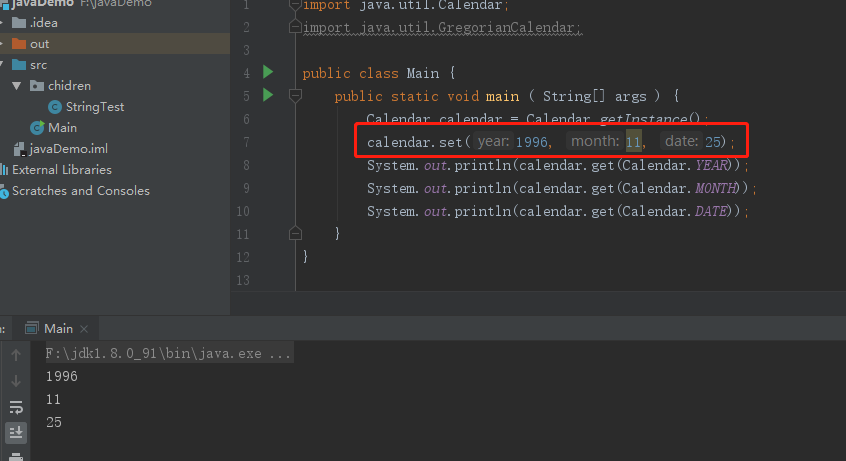 javaDemo F:\javaDemo
.idea
out
src
chidren
StringTest
Main
javaDemo.iml
External Libraries
Scratches and Consoles
1 import java.util.Calendar;
2 import java.util.GregorianCalendar;
3
4 public class Main {
5 public static void main ( String[] args ) {
6 Calendar calendar = Calendar.getInstance();
7 calendar.set( year: 1996, month: 11, date: 25);
8 System.out.println(calendar.get(Calendar.YEAR));
9 System.out.println(calendar.get(Calendar.MONTH));
10 System.out.println(calendar.get(Calendar.DATE));
11 }
12 }
13
Main
F:\jdk1.8.0_91\bin\java.exe ...
1996
11
25